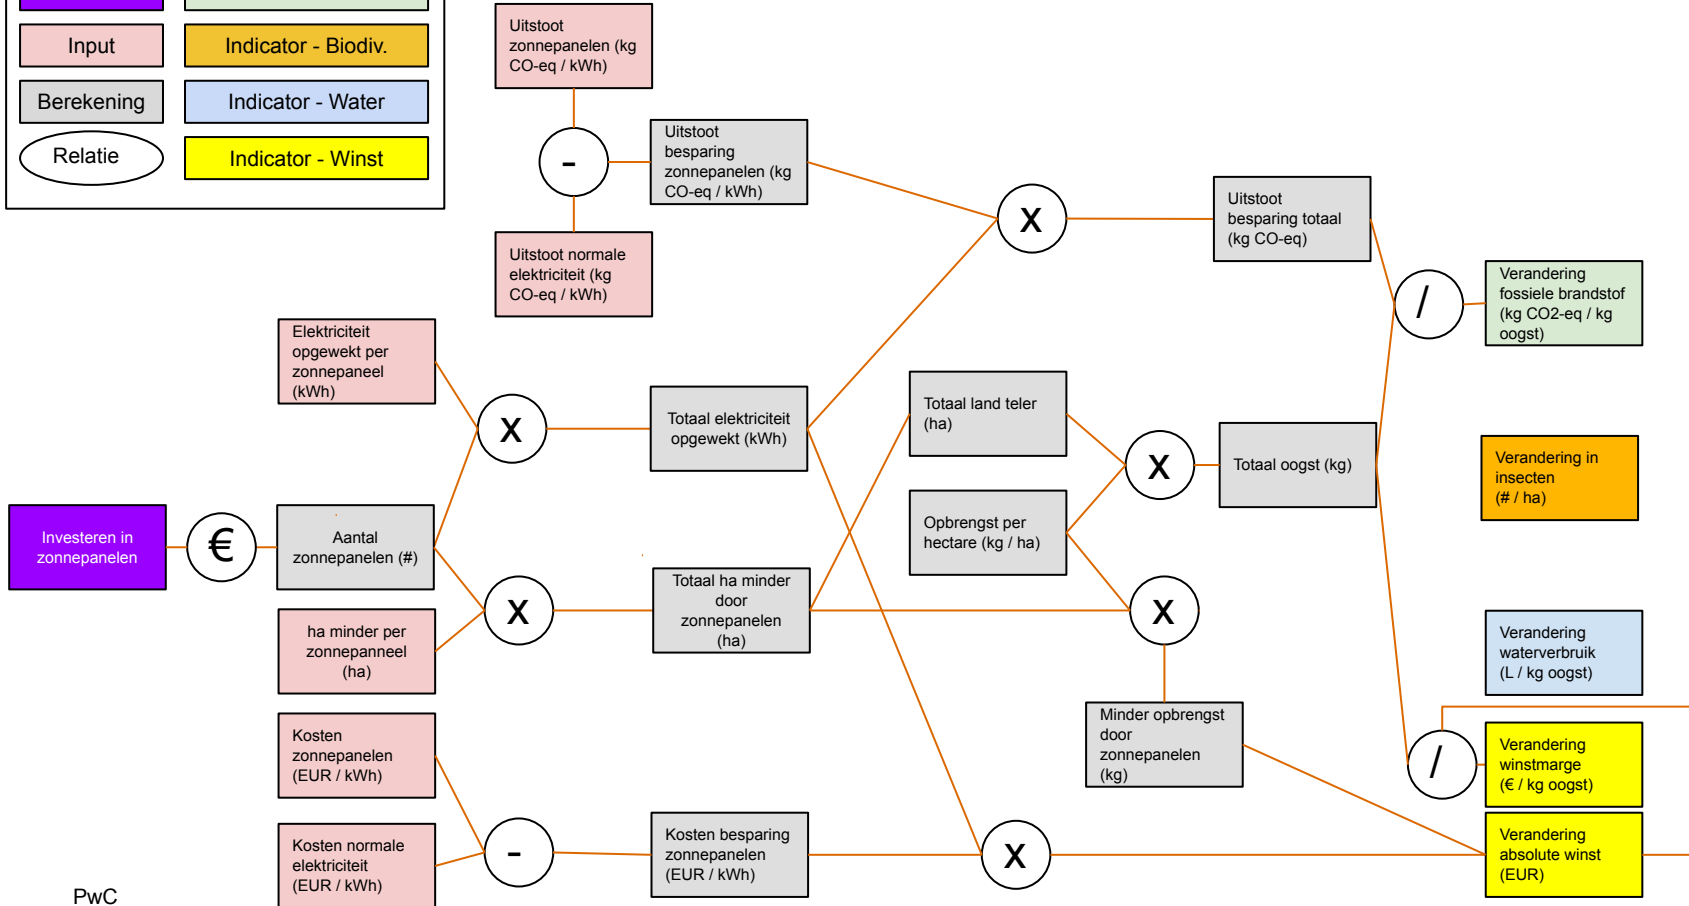 Input
Indicator - Biodiv.
Berekening
Indicator - Water
Relatie
Indicator - Winst
Uitstoot
zonnepanelen (kg
CO-eq / kWh)
-
Uitstoot
besparing
zonnepanelen (kg
CO-eq / kWh)
Uitstoot normale
elektriciteit (kg
CO-eq / kWh)
x
Uitstoot
besparing totaal
(kg CO-eq)
/
Verandering
fossiele brandstof
(kg CO2-eq / kg
oogst)
Elektriciteit
opgewekt per
zonnepaneel
(kWh)
x
Totaal elektriciteit
opgewekt (kWh)
Totaal land teler
(ha)
x
Totaal oogst (kg)
Verandering in
insecten
(# / ha)
Investeren in
zonnepanelen
€
Aantal
zonnepanelen (#)
Opbrengst per
hectare (kg / ha)
x
Totaal ha minder
door
zonnepanelen
(ha)
x
ha minder per
zonnepanneel
(ha)
Verandering
waterverbruik
(L / kg oogst)
Kosten
zonnepanelen
(EUR / kWh)
Minder opbrengst
door
zonnepanelen
(kg)
/
Verandering
winstmarge
(€ / kg oogst)
Kosten normale
elektriciteit
(EUR / kWh)
-
Kosten besparing
zonnepanelen
(EUR / kWh)
x
Verandering
absolute winst
(EUR)
PwC